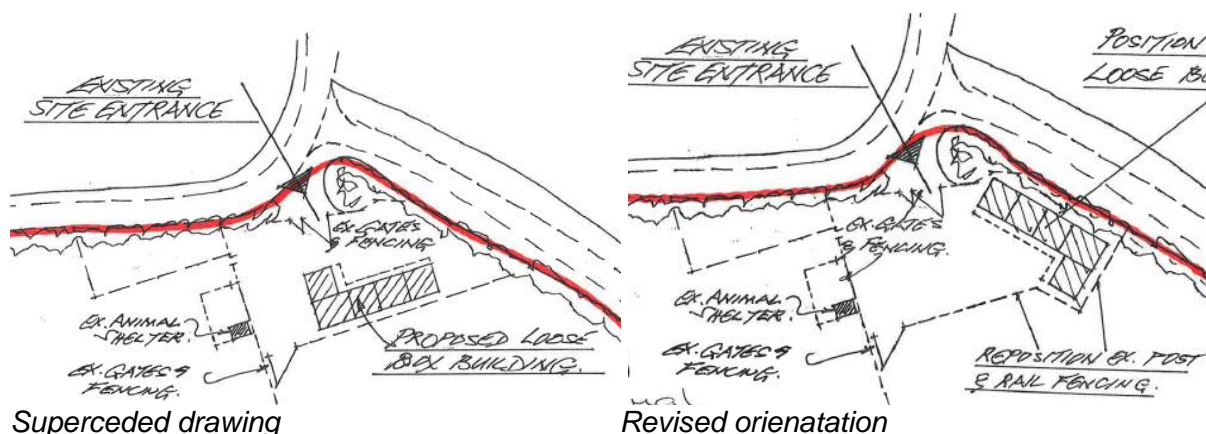 EXISTING
SITE ENTRANCE
EX. GATES
& FENCING
EX. ANIMAL
SHELTER.
EX. GATES &
FENCING.
PROPOSED LOOSE
BOX BUILDING.
Superceded drawing
EXISTING
SITE ENTRANCE
POSITION
LOOSE
EX. GATES
& FENCING.
EX. ANIMAL
SHELTER.
EX. GATES &
FENCING.
REPOSITION EX. POST
& RAIL FENCING.
Revised orienatation